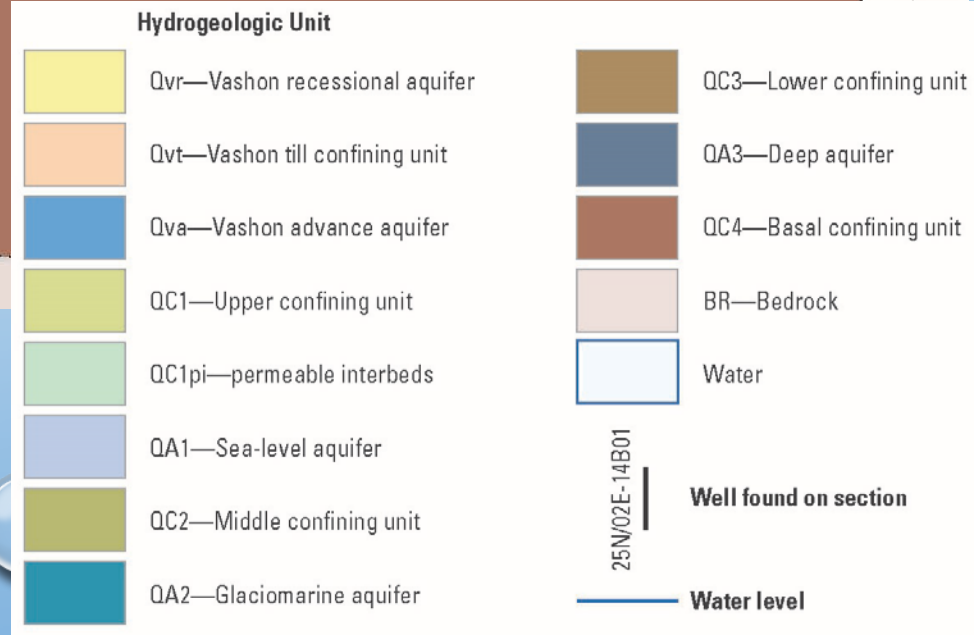 Hydrogeologic Unit
Qvr—Vashon recessional aquifer
Qvt—Vashon till confining unit
Qva—Vashon advance aquifer
QC1—Upper confining unit
QC1pi—permeable interbeds
QA1—Sea-level aquifer
QC2—Middle confining unit
QA2—Glaciomarine aquifer
QC3—Lower confining unit
QA3—Deep aquifer
QC4—Basal confining unit
BR—Bedrock
Water
25N/02E-14B01
Well found on section
Water level